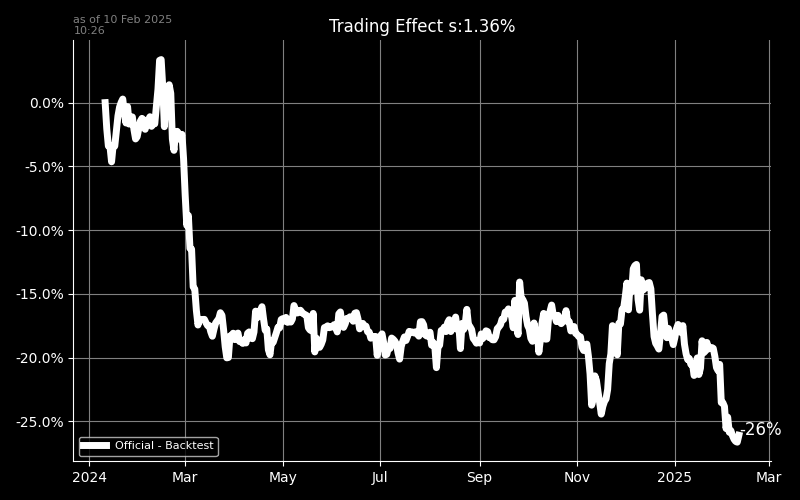 as of 10 Feb 2025
10:26
Trading Effect s:1.36%
0.0%
-5.0%
-10.0%
-15.0%
-20.0%
-25.0%
-26%
Official - Backtest
2024
Mar
May
Jul
Sep
Nov
2025
Mar